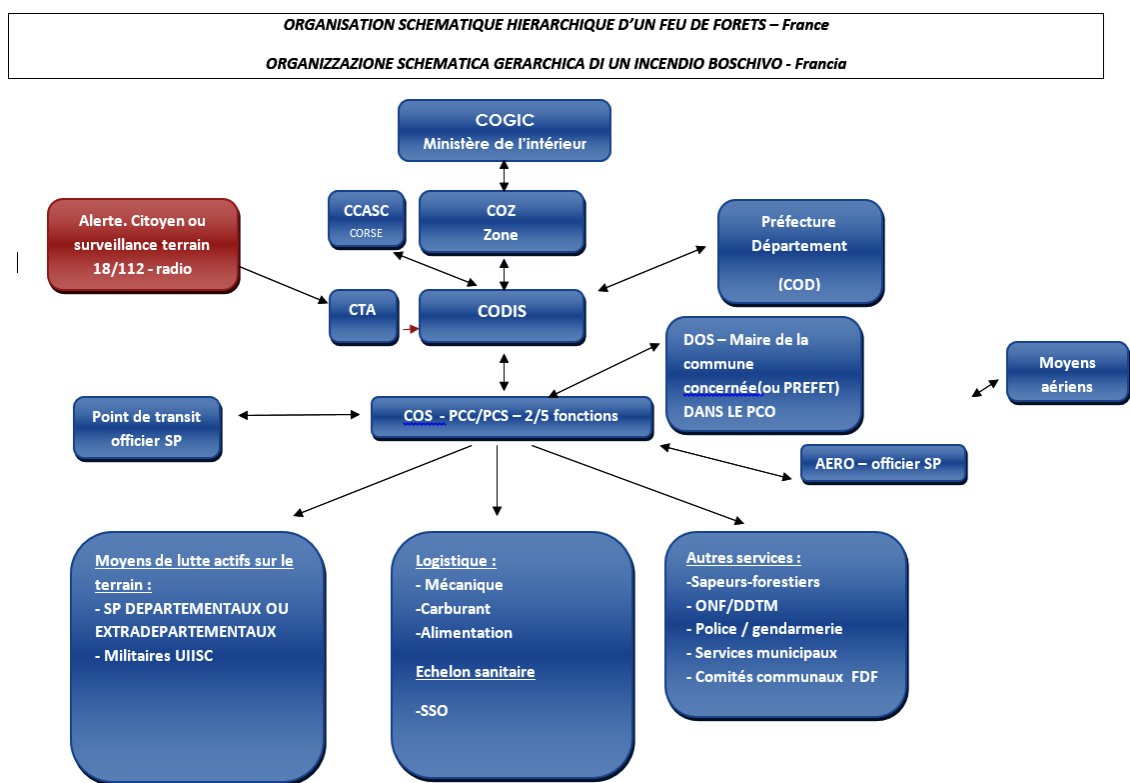 ORGANISATION SCHEMATIQUE HIERARCHIQUE D'UN FEU DE FORETS – France
ORGANIZZAZIONE SCHEMATICA GERARCHICA DI UN INCENDIO BOSCHIVO - Francia
COGIC
Ministère de l'intérieur
Alerte. Citoyen ou
surveillance terrain
18/112 - radio
CCASC
CORSE
COZ
Zone
Préfecture
Département
(COD)
CTA
CODIS
DOS – Maire de la
commune
concernée(ou PREFET)
DANS LE PCO
Moyens
aériens
Point de transit
officier SP
COS - PCC/PCS – 2/5 fonctions
AERO – officier SP
Moyens de lutte actifs sur le
terrain :
- SP DEPARTEMENTAUX OU
EXTRADEPARTEMENTAUX
- Militaires UIISC
Logistique :
- Mécanique
-Carburant
-Alimentation
Echelon sanitaire
-SSO
Autres services :
-Sapeurs-forestiers
- ONF/DDTM
- Police / gendarmerie
- Services municipaux
- Comités communaux FDF